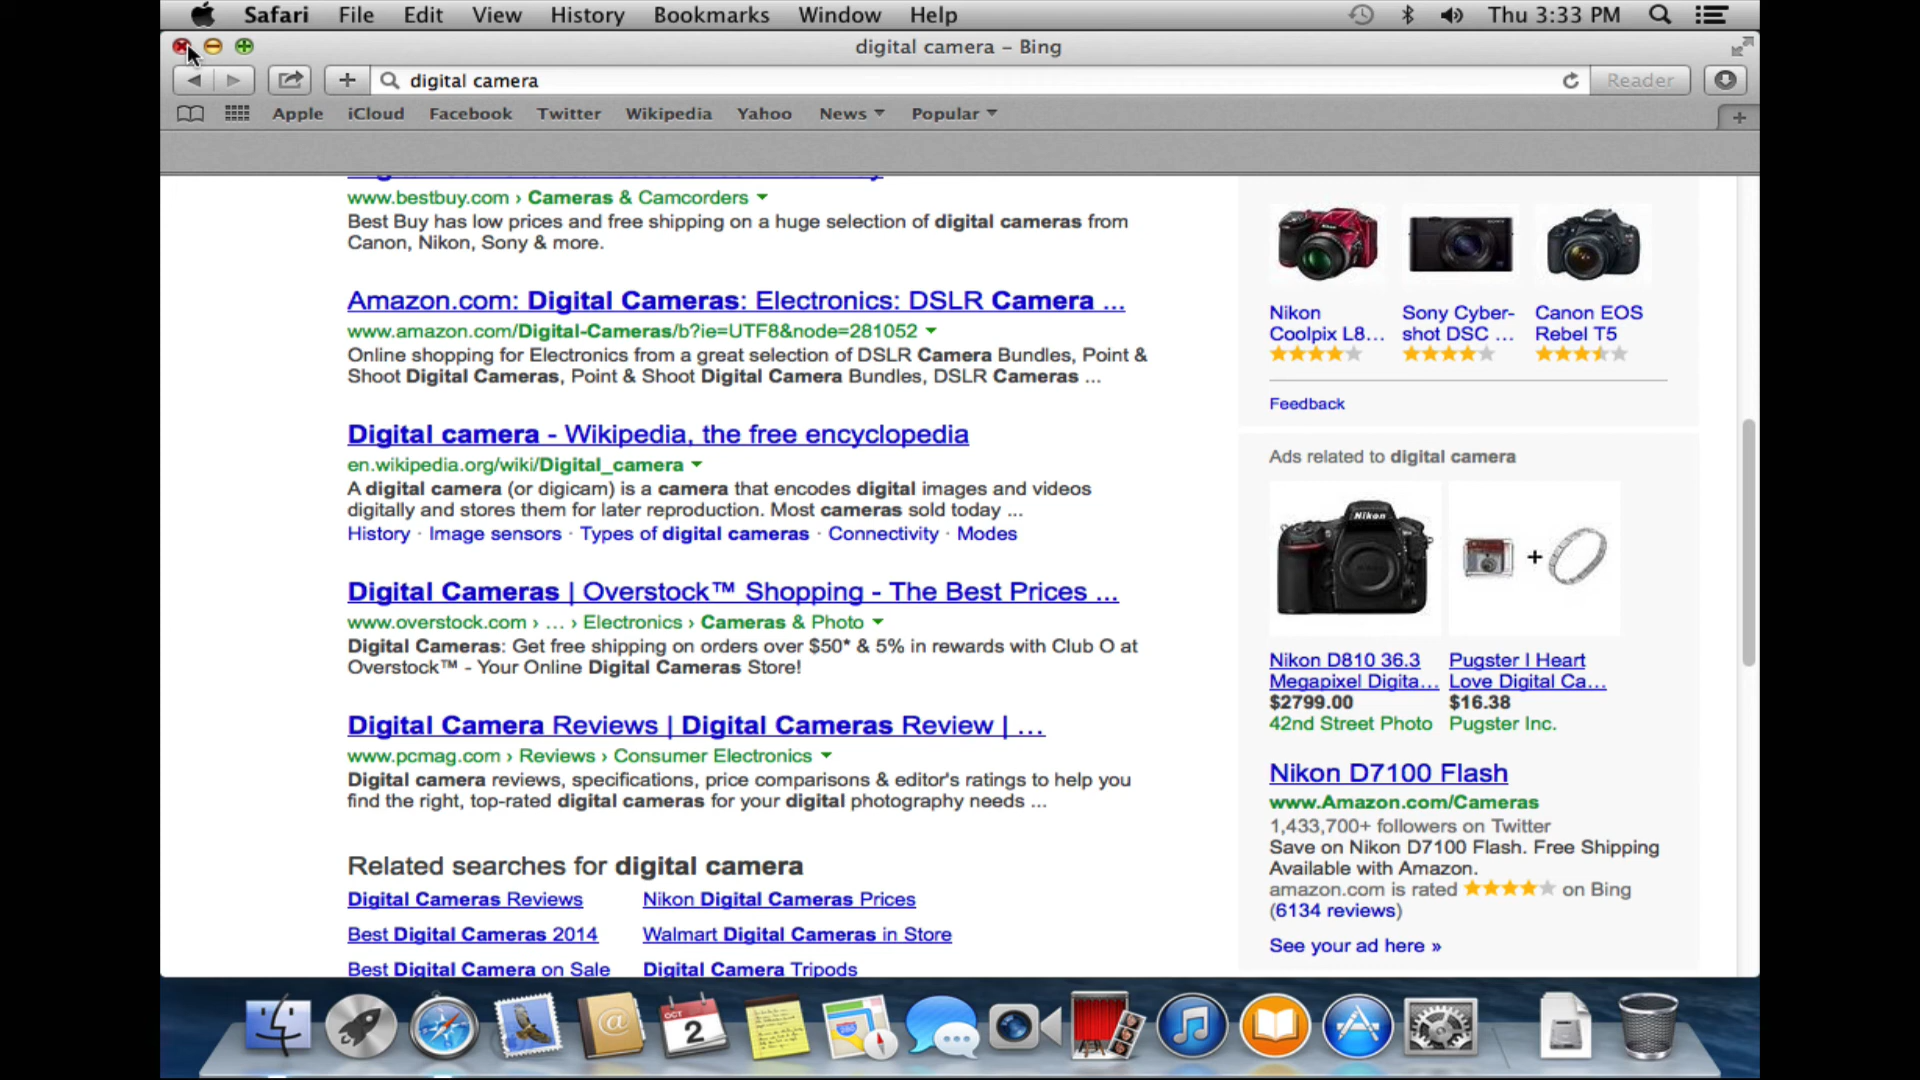 Safari File Edit View History Bookmarks Window Help Thu 3:33 PM
digital camera – Bing
digital camera Reader
Apple iCloud Facebook Twitter Wikipedia Yahoo News Popular
www.bestbuy.com › Cameras & Camcorders
Best Buy has low prices and free shipping on a huge selection of digital cameras from
Canon, Nikon, Sony & more.
Amazon.com: Digital Cameras: Electronics: DSLR Camera ...
www.amazon.com/Digital-Cameras/b?ie=UTF8&node=281052
Online shopping for Electronics from a great selection of DSLR Camera Bundles, Point &
Shoot Digital Cameras, Point & Shoot Digital Camera Bundles, DSLR Cameras ...
Digital camera - Wikipedia, the free encyclopedia
en.wikipedia.org/wiki/Digital_camera
A digital camera (or digicam) is a camera that encodes digital images and videos
digitally and stores them for later reproduction. Most cameras sold today ...
History · Image sensors · Types of digital cameras · Connectivity · Modes
Digital Cameras | Overstock™ Shopping - The Best Prices ...
www.overstock.com › ... › Electronics › Cameras & Photo
Digital Cameras: Get free shipping on orders over $50* & 5% in rewards with Club O at
Overstock™ - Your Online Digital Cameras Store!
Digital Camera Reviews | Digital Cameras Review | ...
www.pcmag.com › Reviews › Consumer Electronics
Digital camera reviews, specifications, price comparisons & editor's ratings to help you
find the right, top-rated digital cameras for your digital photography needs ...
Related searches for digital camera
Digital Cameras Reviews Nikon Digital Cameras Prices
Best Digital Cameras 2014 Walmart Digital Cameras in Store
Best Digital Camera on Sale Digital Camera Tripods
Nikon Sony Cyber- Canon EOS
Coolpix L8... shot DSC ... Rebel T5
Feedback
Ads related to digital camera
Nikon
+
Nikon D810 36.3 Pugster I Heart
Megapixel Digita... Love Digital Ca...
$2799.00 $16.38
42nd Street Photo Pugster Inc.
Nikon D7100 Flash
www.Amazon.com/Cameras
1,433,700+ followers on Twitter
Save on Nikon D7100 Flash. Free Shipping
Available with Amazon.
amazon.com is rated on Bing
(6134 reviews)
See your ad here »
OCT
2